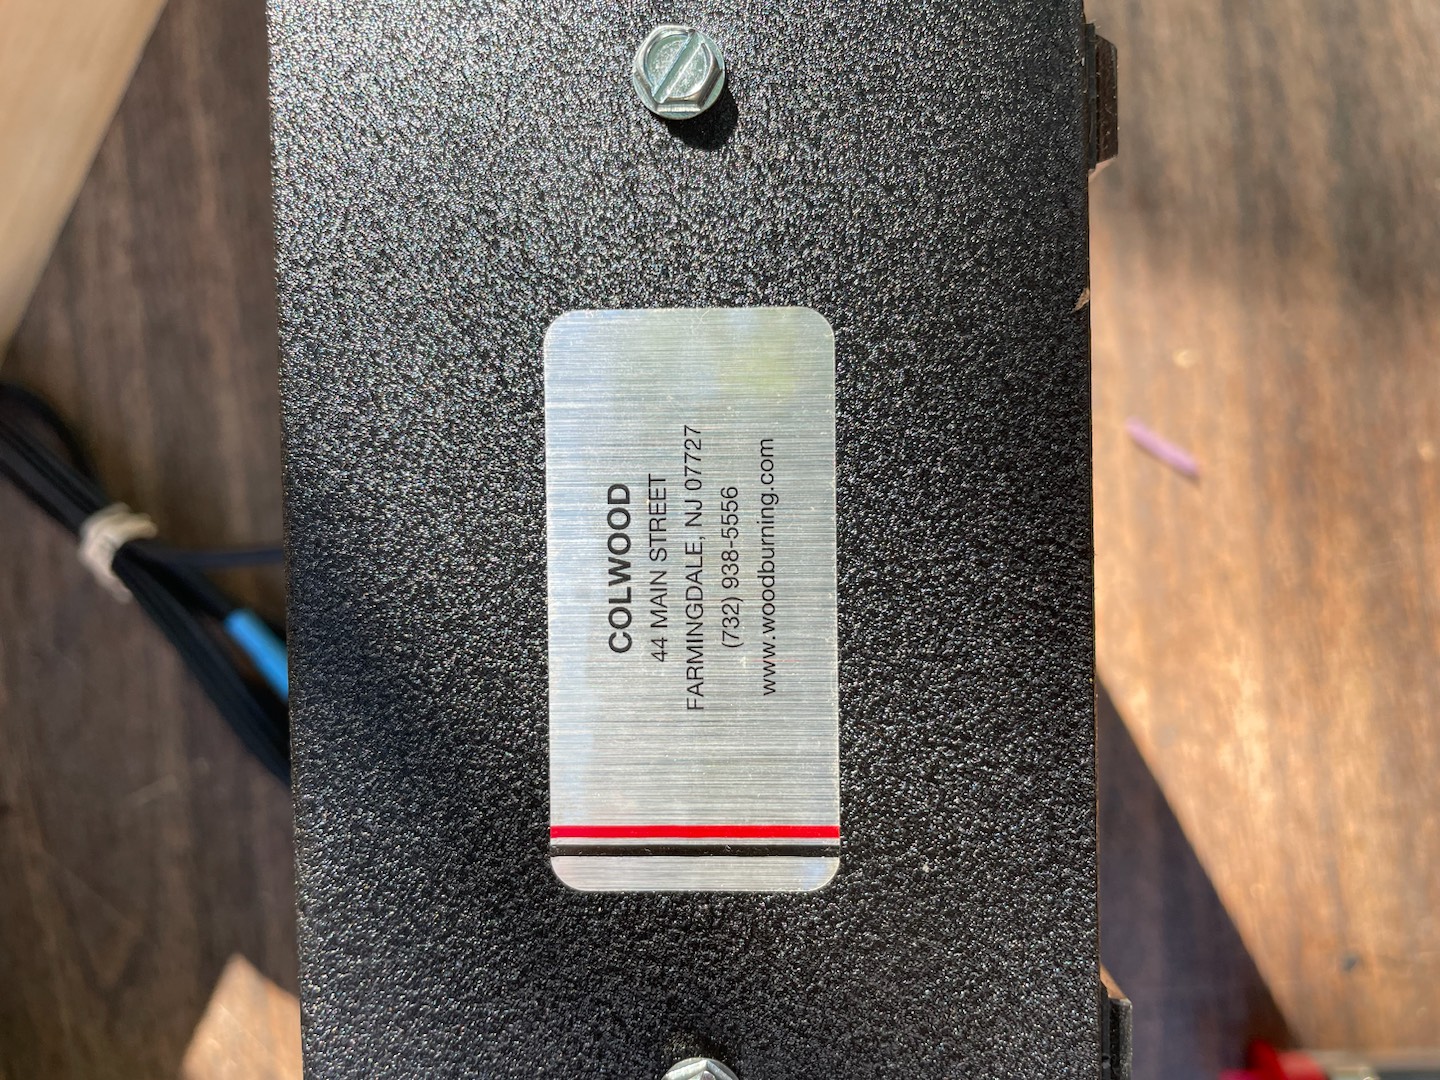 COLWOOD
44 MAIN STREET
FARMINGDALE, NJ 07727
(732) 938-5556
www.woodburning.com